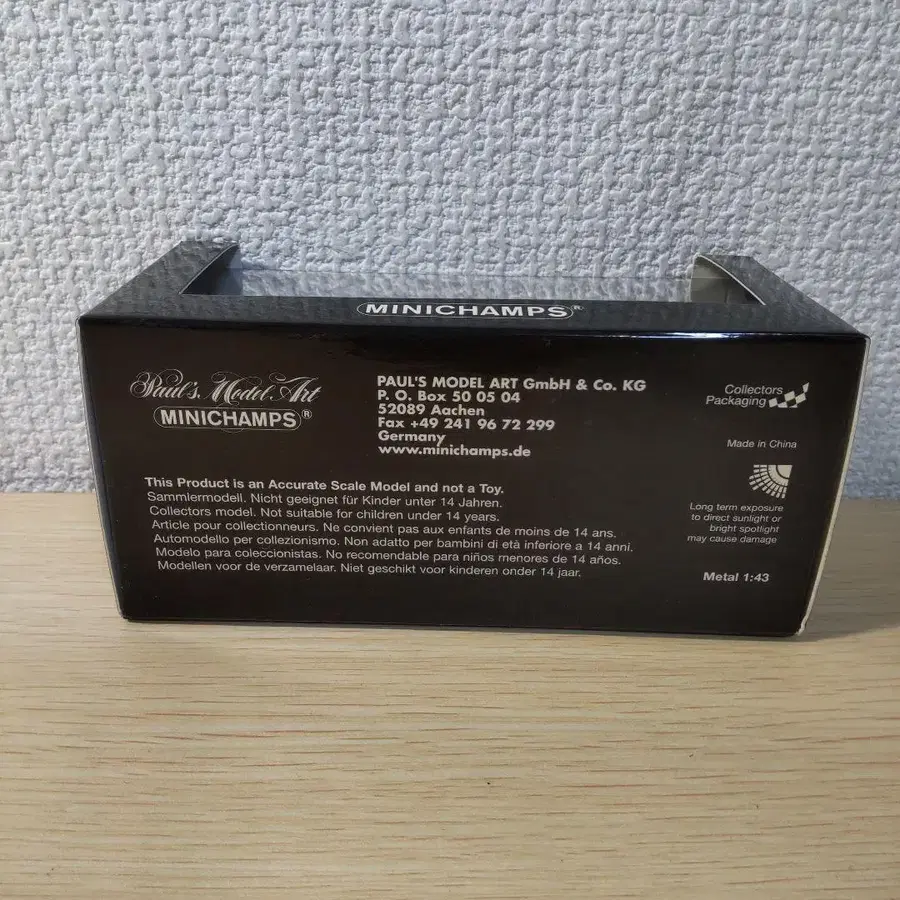 MINICHAMPS®
Paul's Model Art
MINICHAMPS®
PAUL'S MODEL ART GmbH & Co. KG
P. O. Box 50 05 04
52089 Aachen
Fax +49 241 96 72 299
Germany
www.minichamps.de
Collectors
Packaging
Made in China
Long term exposure
to direct sunlight or
bright spotlight
may cause damage
Metal 1:43
This Product is an Accurate Scale Model and not a Toy.
Sammlermodell. Nicht geeignet für Kinder unter 14 Jahren.
Collectors model. Not suitable for children under 14 years.
Article pour collectionneurs. Ne convient pas aux enfants de moins de 14 ans.
Automodello per collezionismo. Non adatto per bambini di età inferiore a 14 anni.
Modelo para coleccionistas. No recomendable para niños menores de 14 años.
Modellen voor de verzamelaar. Niet geschikt voor kinderen onder 14 jaar.